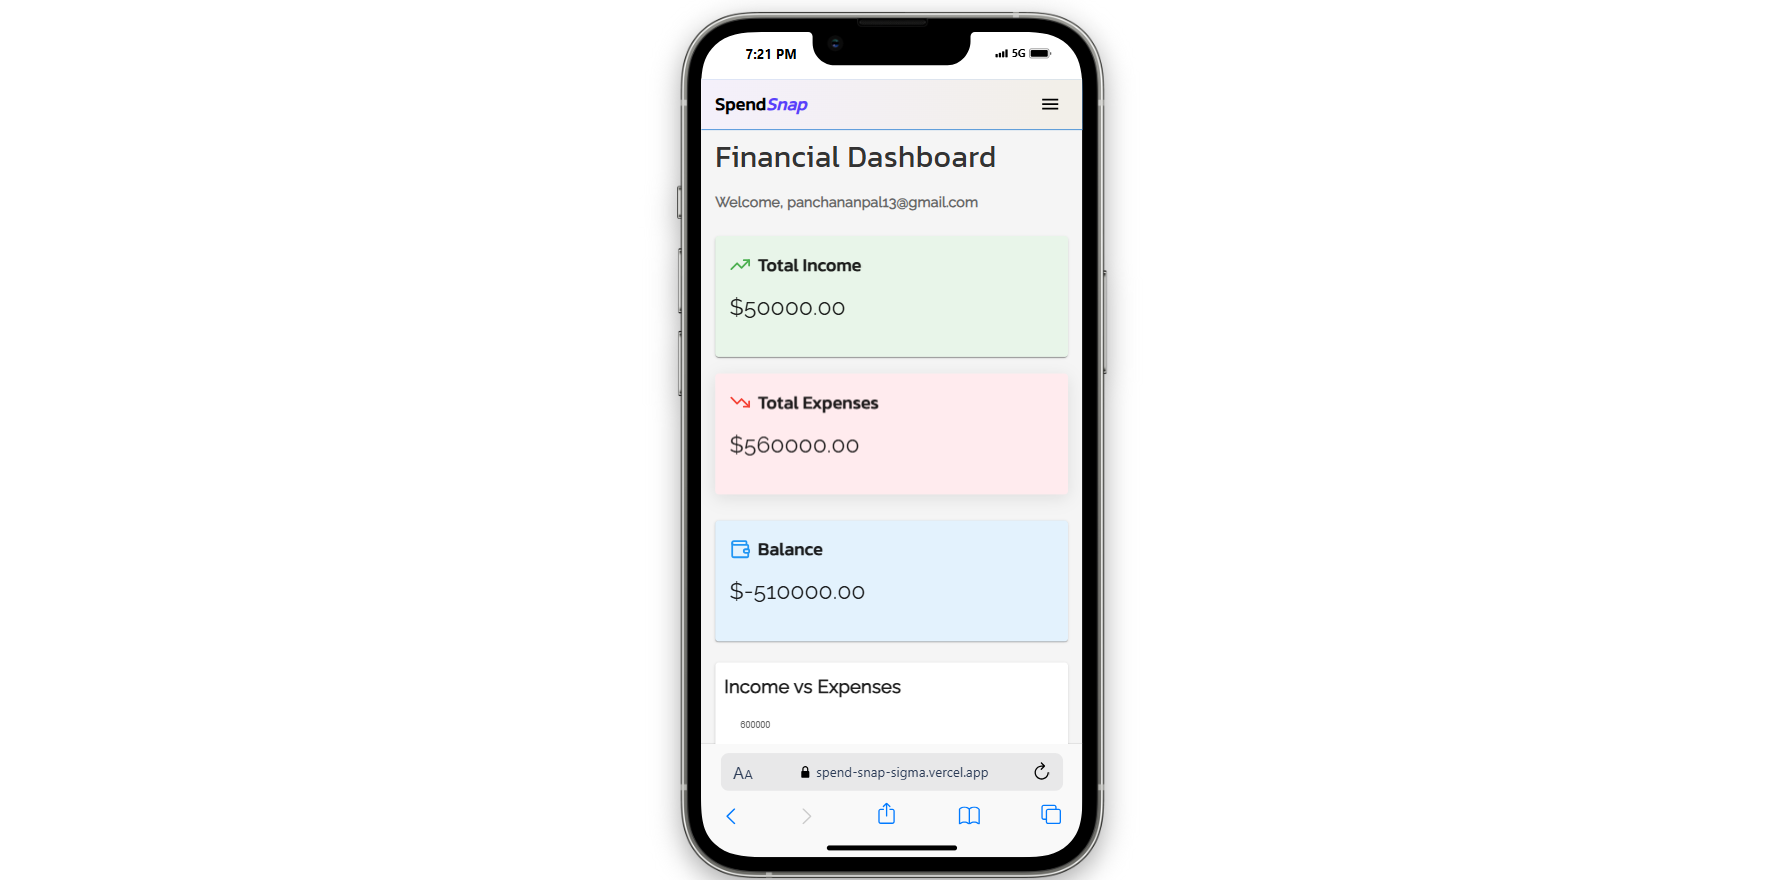 7:21 PM
5G
SpendSnap
Financial Dashboard
Welcome, panchananpal13@gmail.com
Total Income
$50000.00
Total Expenses
$560000.00
Balance
$-510000.00
Income vs Expenses
600000
AA
spend-snap-sigma.vercel.app